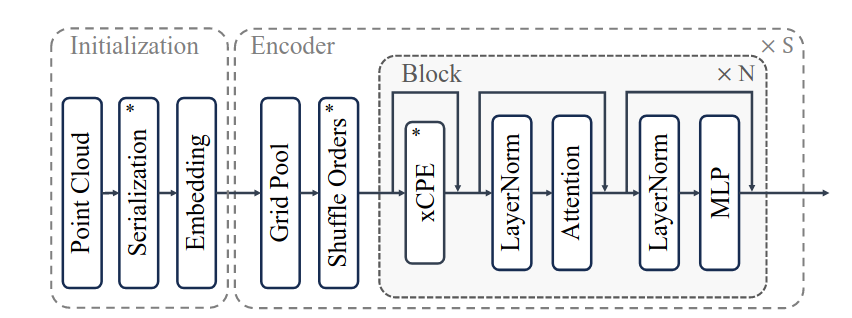 Initialization
Encoder
× S
Block
× N
Point Cloud
Serialization *
Embedding
Grid Pool
Shuffle Orders *
xCPE *
LayerNorm
Attention
LayerNorm
MLP